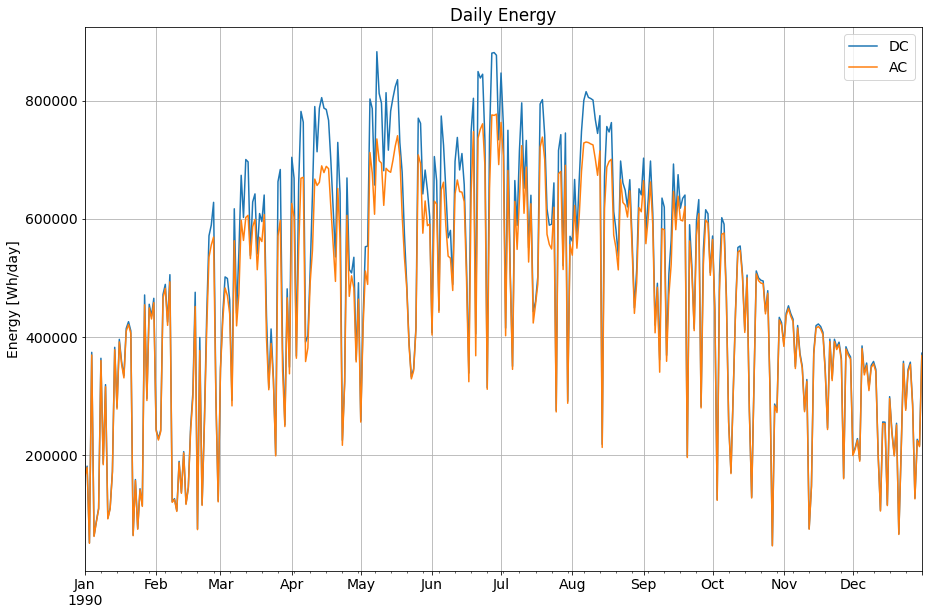 Daily Energy
DC
AC
Energy [Wh/day]
800000
600000
400000
200000
Jan Feb Mar Apr May Jun Jul Aug Sep Oct Nov Dec
1990